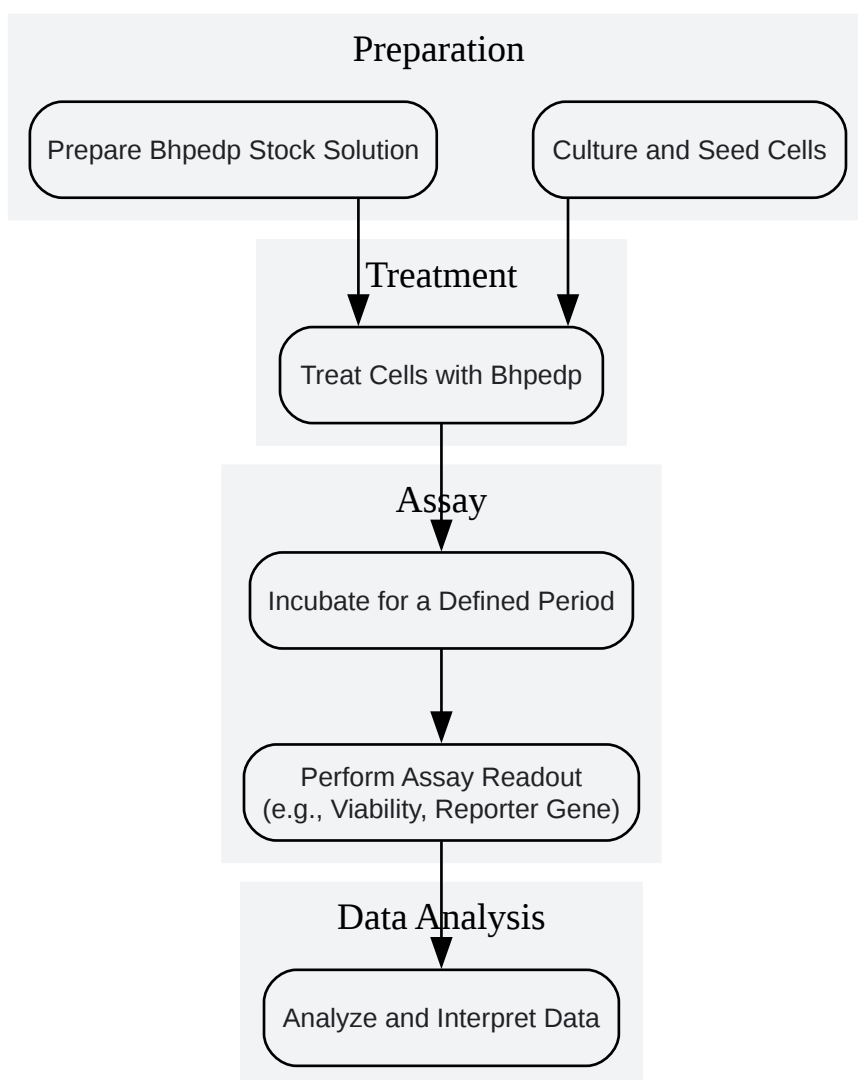 Preparation
Prepare Bhpedp Stock Solution
Culture and Seed Cells
Treatment
Treat Cells with Bhpedp
Assay
Incubate for a Defined Period
Perform Assay Readout
(e.g., Viability, Reporter Gene)
Data Analysis
Analyze and Interpret Data